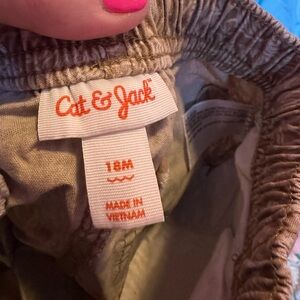 Cat & Jack
18M
MADE IN
VIETNAM